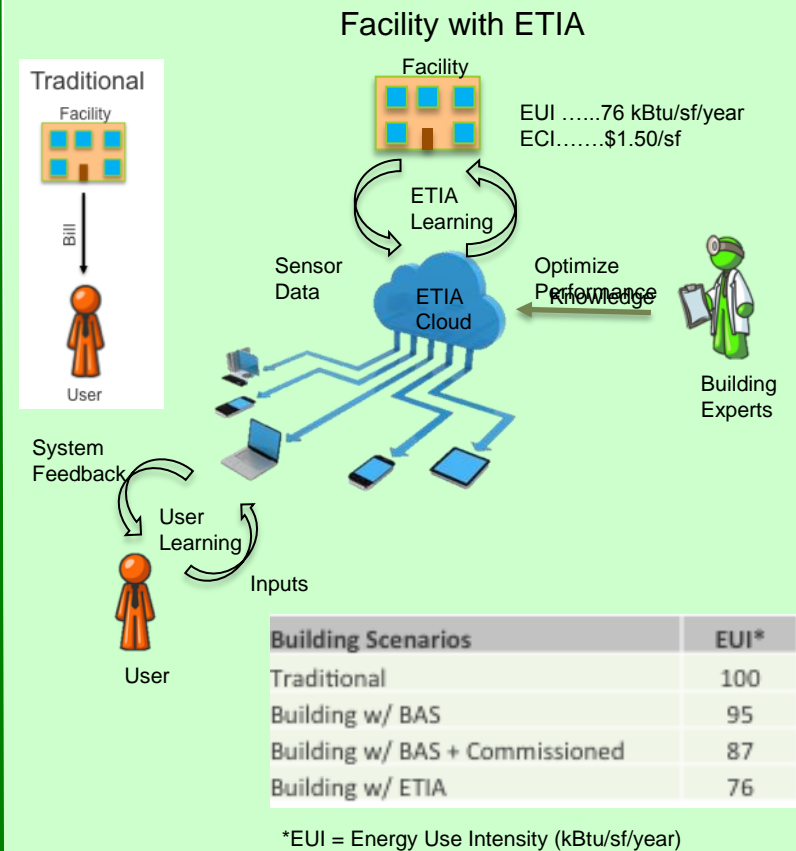 Facility with ETIA
Traditional
Facility
Bill
User
Facility
EUI …...76 kBtu/sf/year
ECI…….$1.50/sf
ETIA
Learning
Sensor
Data
ETIA
Cloud
Optimize
Performance
Knowledge
Building
Experts
System
Feedback
User
Learning
Inputs
User
Building Scenarios EUI*
Traditional 100
Building w/ BAS 95
Building w/ BAS + Commissioned 87
Building w/ ETIA 76
*EUI = Energy Use Intensity (kBtu/sf/year)